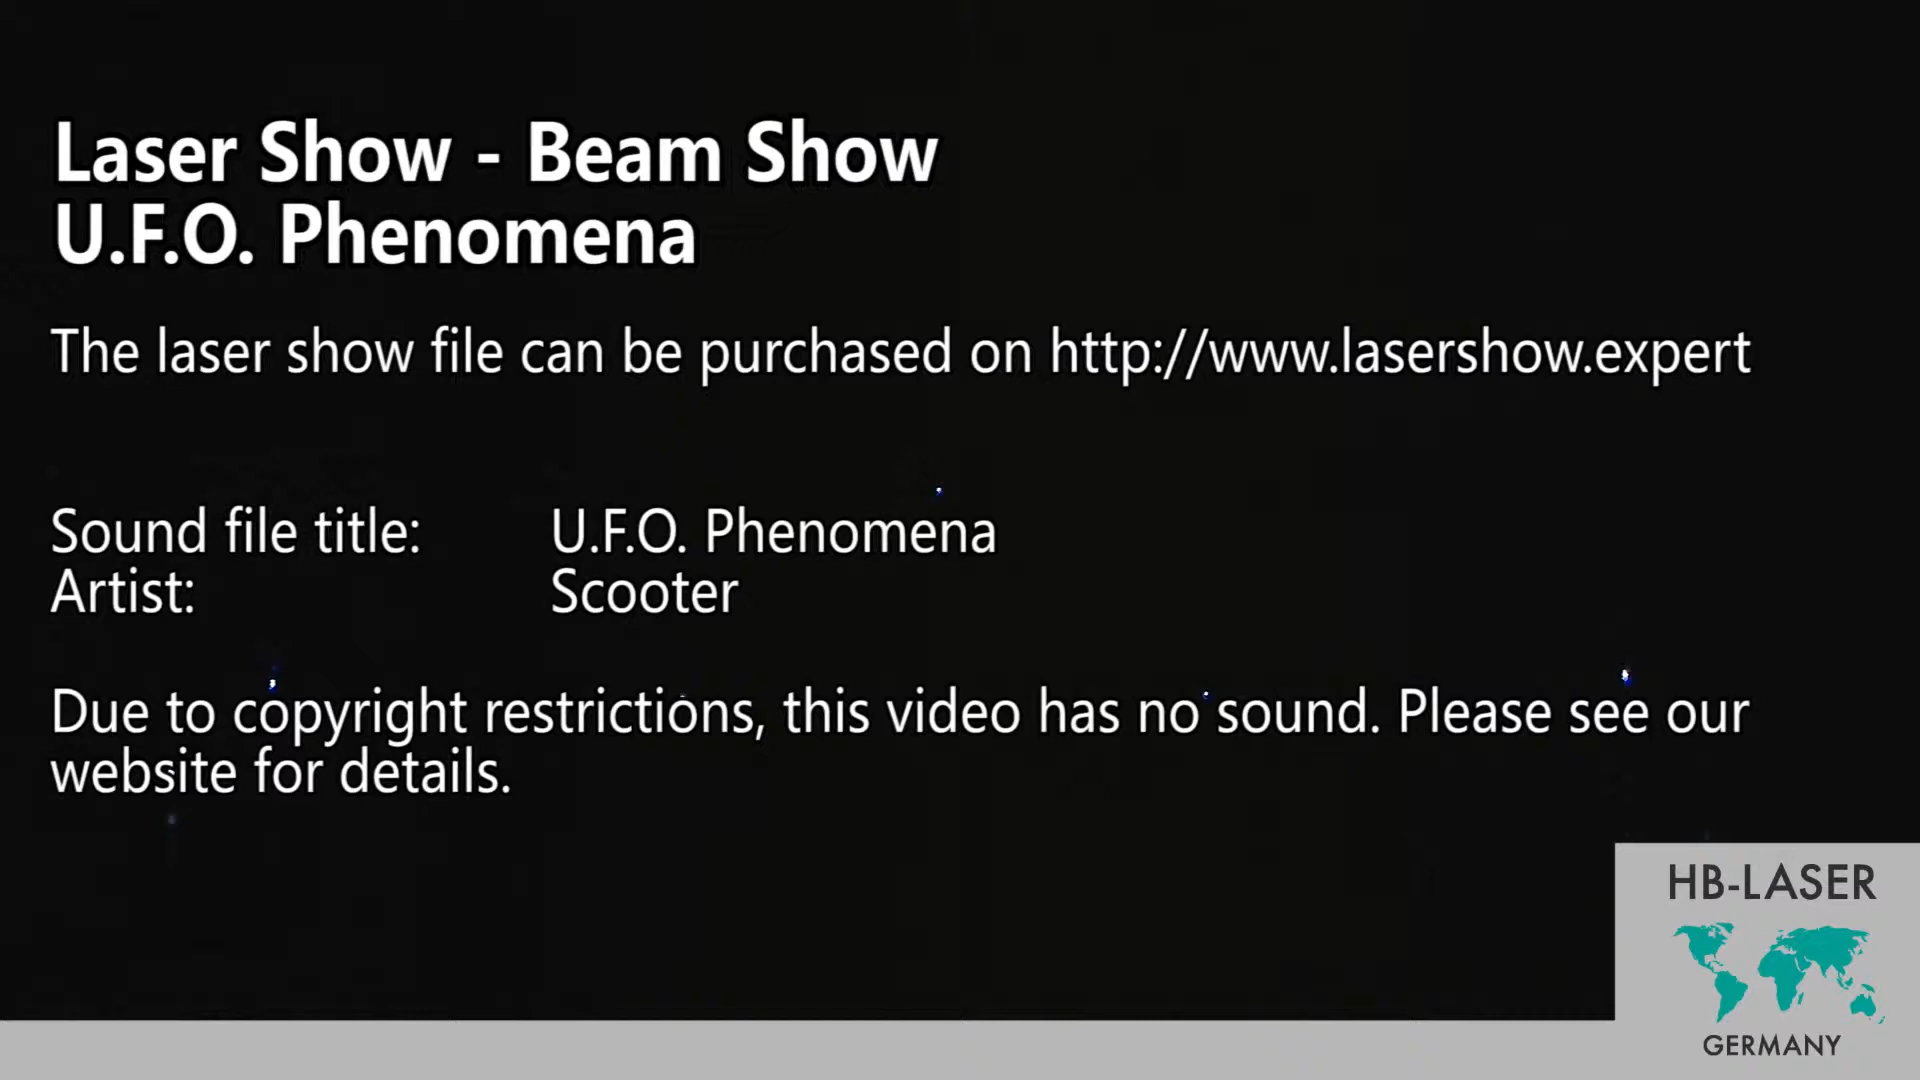 Laser Show - Beam Show
U.F.O. Phenomena
The laser show file can be purchased on http://www.lasershow.expert
Sound file title: U.F.O. Phenomena
Artist: Scooter
Due to copyright restrictions, this video has no sound. Please see our
website for details.
HB-LASER
GERMANY